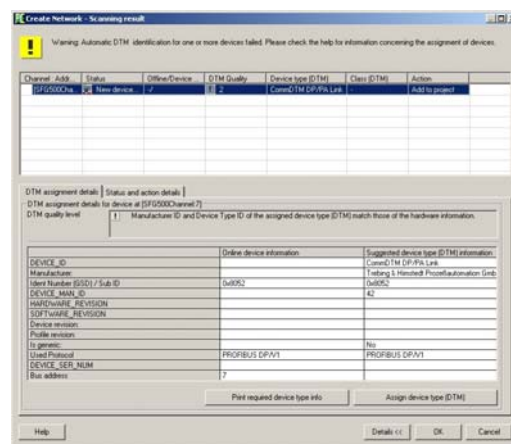 Create Network - Scanning result
Warning: Automatic DTM identification for one or more devices failed. Please check the help for information concerning the assignment of devices.
Channel : Addr... Status Offline/Device ... DTM Quality Device type (DTM) Class (DTM) Action
New device... 2 CommDTM DP/PA Link - Add to project
DTM assignment details Status and action details
DTM assignment details for device at [SFG500Channel:7]
DTM quality level ! Manufacturer ID and Device Type ID of the assigned device type (DTM) match those of the hardware information.
Online device information Suggested device type (DTM) information
DEVICE_ID CommDTM DP/PA Link
Manufacturer: Trebing & Himstedt Prozeßautomation Gmb
Ident Number (GSD) / Sub ID 0x8052 0x8052
DEVICE_MAN_ID 42
HARDWARE_REVISION
SOFTWARE_REVISION
Device revision:
Profile revision:
Is generic: No
Used Protocol PROFIBUS DP/V1 PROFIBUS DP/V1
DEVICE_SER_NUM
Bus address 7
Print required device type info Assign device type (DTM)
Help Details << OK Cancel